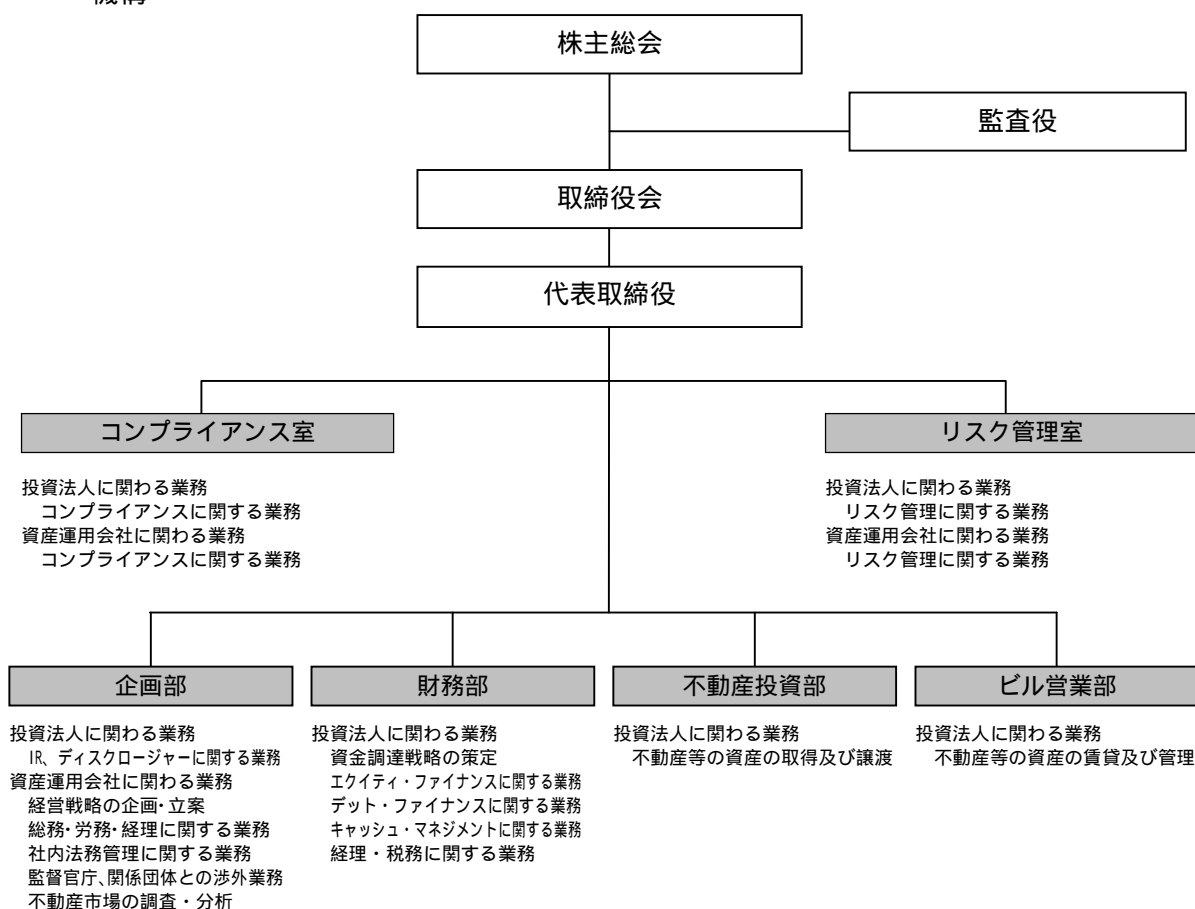 機構
株主総会
監査役
取締役会
代表取締役
コンプライアンス室
投資法人に関わる業務
コンプライアンスに関する業務
資産運用会社に関わる業務
コンプライアンスに関する業務
リスク管理室
投資法人に関わる業務
リスク管理に関する業務
資産運用会社に関わる業務
リスク管理に関する業務
企画部
投資法人に関わる業務
IR、ディスクロージャーに関する業務
資産運用会社に関わる業務
経営戦略の企画・立案
総務・労務・経理に関する業務
社内法務管理に関する業務
監督官庁、関係団体との渉外業務
不動産市場の調査・分析
財務部
投資法人に関わる業務
資金調達戦略の策定
エクイティ・ファイナンスに関する業務
デット・ファイナンスに関する業務
キャッシュ・マネジメントに関する業務
経理・税務に関する業務
不動産投資部
投資法人に関わる業務
不動産等の資産の取得及び譲渡
ビル営業部
投資法人に関わる業務
不動産等の資産の賃貸及び管理